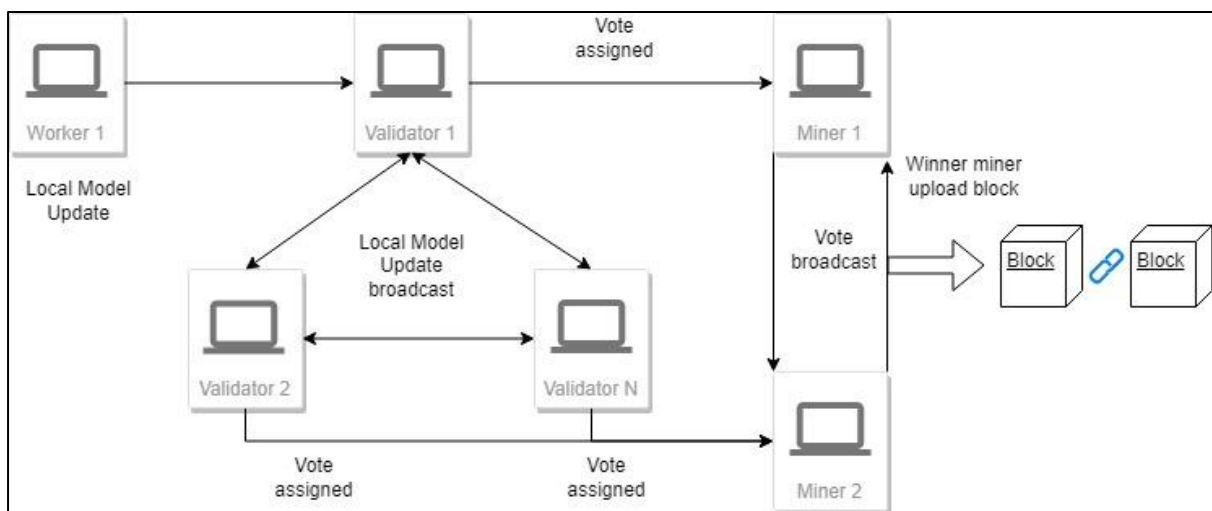 Vote
assigned
Worker 1
Validator 1
Miner 1
Local Model
Update
Winner miner
upload block
Local Model
Update
broadcast
Vote
broadcast
Block
Block
Validator 2
Validator N
Vote
assigned
Vote
assigned
Miner 2